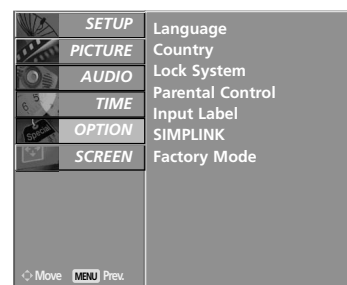 SETUP
PICTURE
AUDIO
TIME
OPTION
SCREEN
Language
Country
Lock System
Parental Control
Input Label
SIMPLINK
Factory Mode
Move MENU Prev.
Special